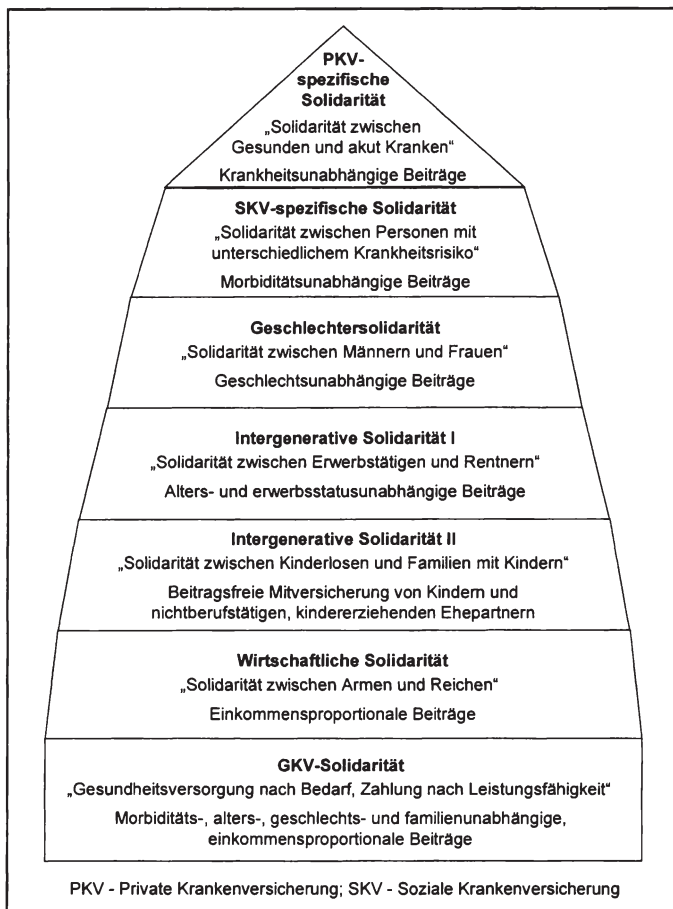 PKV-
spezifische
Solidarität
„Solidarität zwischen
Gesunden und akut Kranken“
Krankheitsunabhängige Beiträge
SKV-spezifische Solidarität
„Solidarität zwischen Personen mit
unterschiedlichem Krankheitsrisiko“
Morbiditätsunabhängige Beiträge
Geschlechtersolidarität
„Solidarität zwischen Männern und Frauen“
Geschlechtsunabhängige Beiträge
Intergenerative Solidarität I
„Solidarität zwischen Erwerbstätigen und Rentnern“
Alters- und erwerbsstatusunabhängige Beiträge
Intergenerative Solidarität II
„Solidarität zwischen Kinderlosen und Familien mit Kindern“
Beitragsfreie Mitversicherung von Kindern und
nichtberufstätigen, kindererziehenden Ehepartnern
Wirtschaftliche Solidarität
„Solidarität zwischen Armen und Reichen“
Einkommensproportionale Beiträge
GKV-Solidarität
„Gesundheitsversorgung nach Bedarf, Zahlung nach Leistungsfähigkeit“
Morbiditäts-, alters-, geschlechts- und familienunabhängige,
einkommensproportionale Beiträge
PKV - Private Krankenversicherung; SKV - Soziale Krankenversicherung